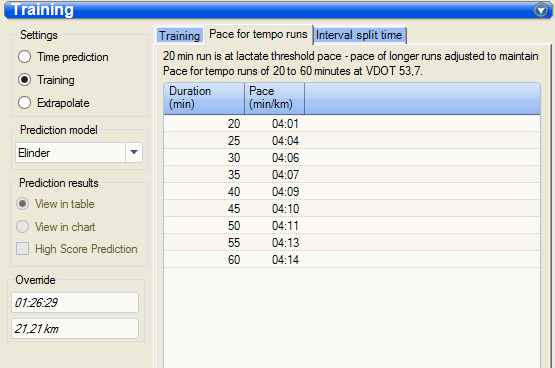 Training
Settings
Time prediction
Training
Extrapolate
Prediction model
Elinder
Prediction results
View in table
View in chart
High Score Prediction
Override
01:26:29
21,21 km
Training
Pace for tempo runs
Interval split time
20 min run is at lactate threshold pace - pace of longer runs adjusted to maintain
Pace for tempo runs of 20 to 60 minutes at VDOT 53,7.
Duration Pace
(min) (min/km)
20 04:01
25 04:04
30 04:06
35 04:07
40 04:09
45 04:10
50 04:11
55 04:13
60 04:14